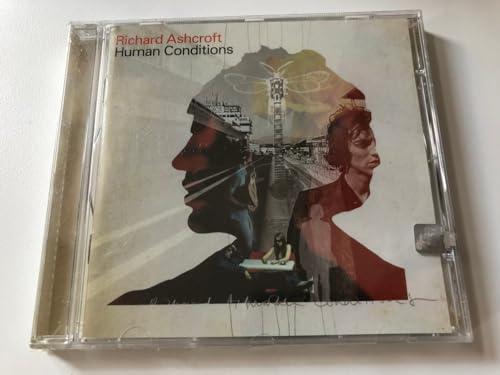 Richard Ashcroft
Human Conditions